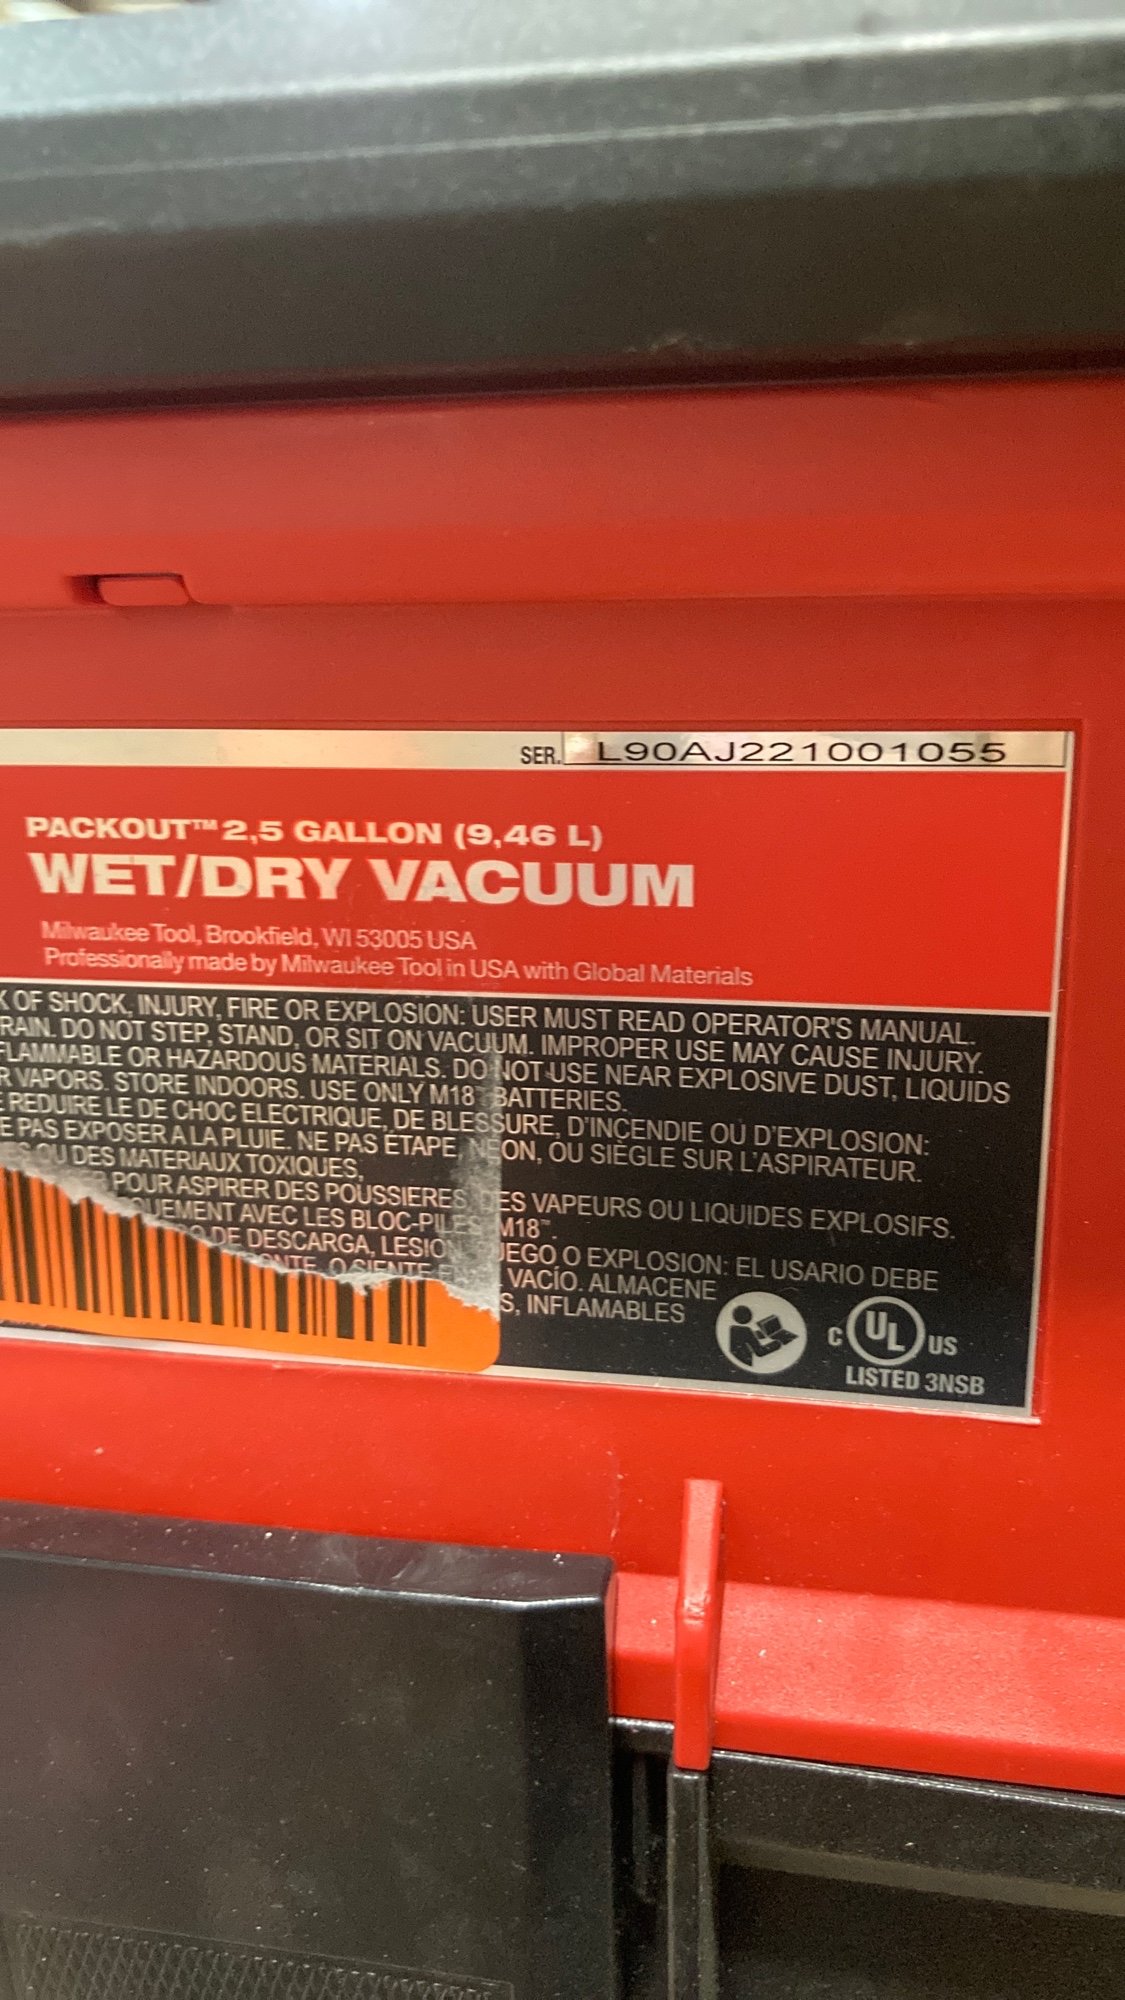 SER. L90AJ221001055
PACKOUT™ 2,5 GALLON (9,46 L)
WET/DRY VACUUM
Milwaukee Tool, Brookfield, WI 53005 USA
Professionally made by Milwaukee Tool in USA with Global Materials
OF SHOCK, INJURY, FIRE OR EXPLOSION: USER MUST READ OPERATOR'S MANUAL.
RAIN. DO NOT STEP, STAND, OR SIT ON VACUUM. IMPROPER USE MAY CAUSE INJURY.
FLAMMABLE OR HAZARDOUS MATERIALS. DO NOT USE NEAR EXPLOSIVE DUST, LIQUIDS
R VAPORS. STORE INDOORS. USE ONLY M18™ BATTERIES.
E REDUIRE LE DE CHOC ELECTRIQUE, DE BLESSURE, D'INCENDIE OU D'EXPLOSION:
E PAS EXPOSER A LA PLUIE. NE PAS ETAPE, NEON, OU SIEGLE SUR L'ASPIRATEUR.
OU DES MATERIAUX TOXIQUES,
POUR ASPIRER DES POUSSIERES, DES VAPEURS OU LIQUIDES EXPLOSIFS.
UEMENT AVEC LES BLOC-PILES M18™.
DE DESCARGA, LESION UEGO O EXPLOSION: EL USARIO DEBE
O SIENTE VACÍO. ALMACENE
S, INFLAMABLES
C UL US
LISTED 3NSB